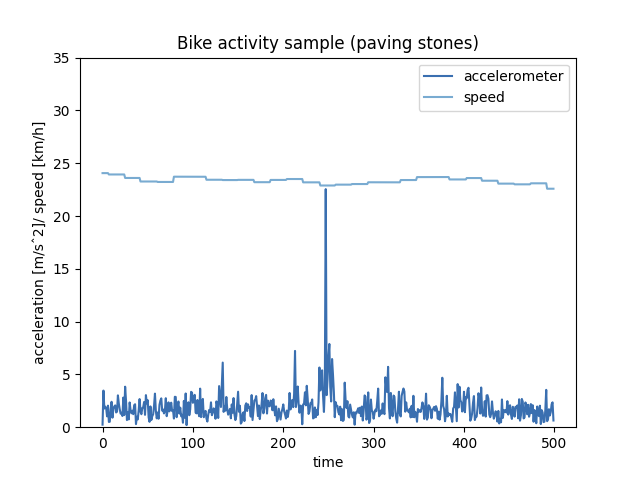 Bike activity sample (paving stones)
accelerometer
speed
acceleration [m/sˆ2]/ speed [km/h]
35
30
25
20
15
10
5
0
0 100 200 300 400 500
time